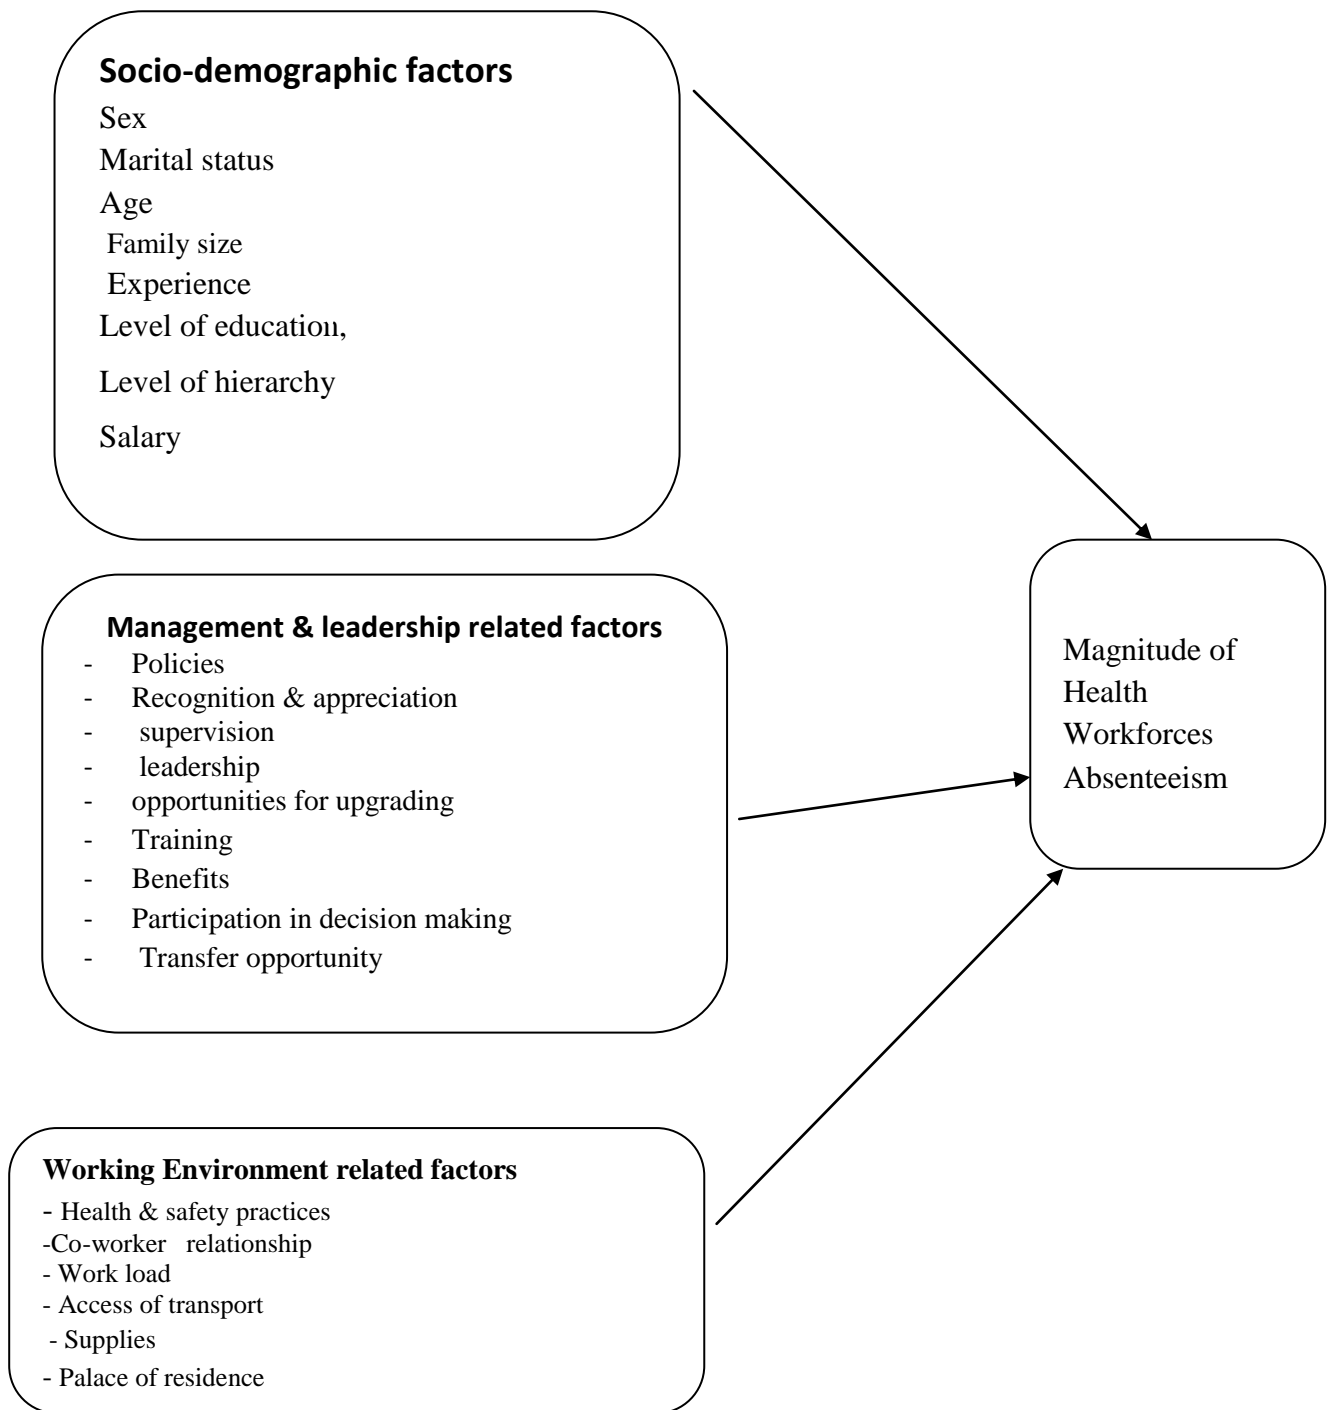 Socio-demographic factors
Sex
Marital status
Age
Family size
Experience
Level of education,
Level of hierarchy
Salary
Management & leadership related factors
- Policies
- Recognition & appreciation
- supervision
- leadership
- opportunities for upgrading
- Training
- Benefits
- Participation in decision making
- Transfer opportunity
Magnitude of
Health
Workforces
Absenteeism
Working Environment related factors
- Health & safety practices
-Co-worker relationship
- Work load
- Access of transport
- Supplies
- Palace of residence